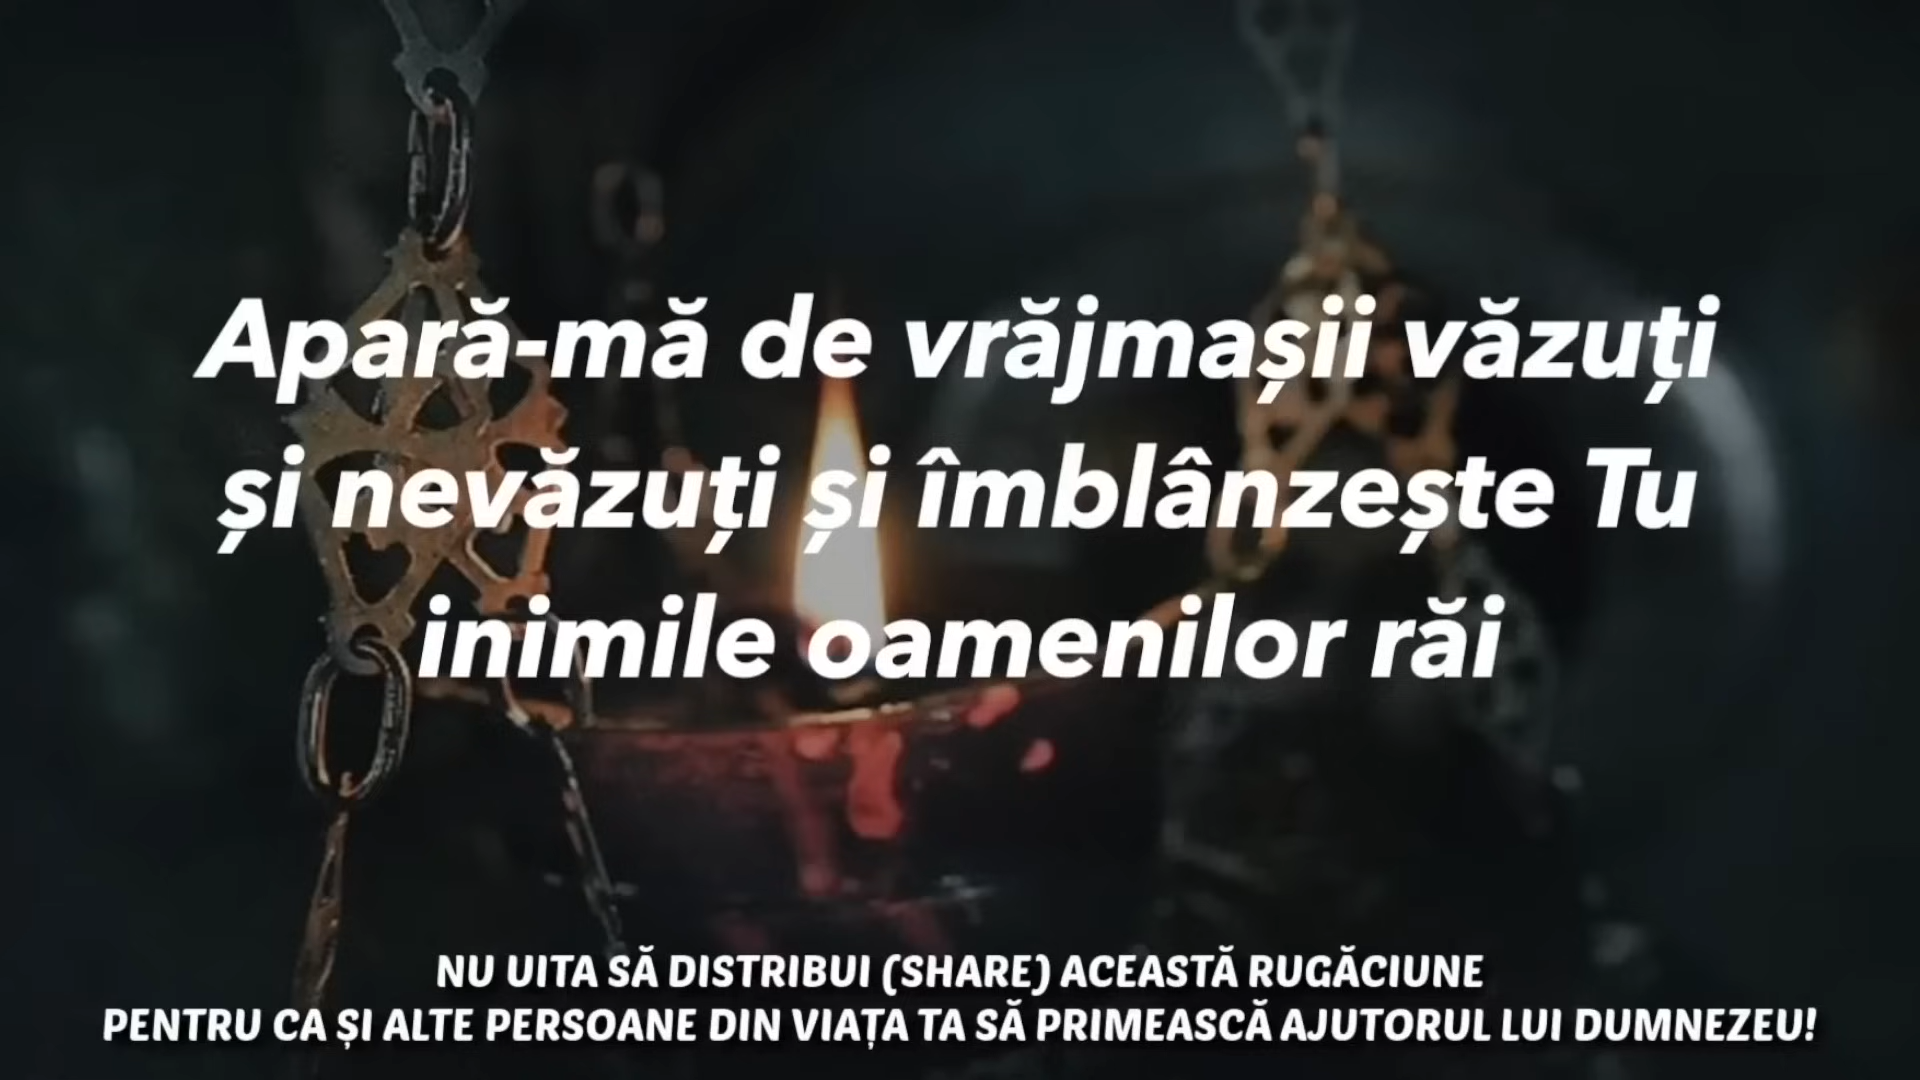 Apară-mă de vrăjmașii văzuți
și nevăzuți și îmblânzește Tu
inimile oamenilor răi
NU UITA SĂ DISTRIBUI (SHARE) ACEASTĂ RUGĂCIUNE
PENTRU CA ȘI ALTE PERSOANE DIN VIAȚA TA SĂ PRIMEASCĂ AJUTORUL LUI DUMNEZEU!